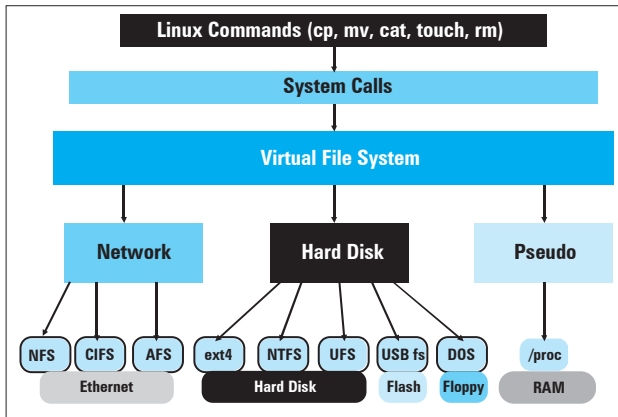 Linux Commands (cp, mv, cat, touch, rm)
System Calls
Virtual File System
Network
Hard Disk
Pseudo
NFS
CIFS
AFS
ext4
NTFS
UFS
USB fs
DOS
/proc
Ethernet
Hard Disk
Flash
Floppy
RAM